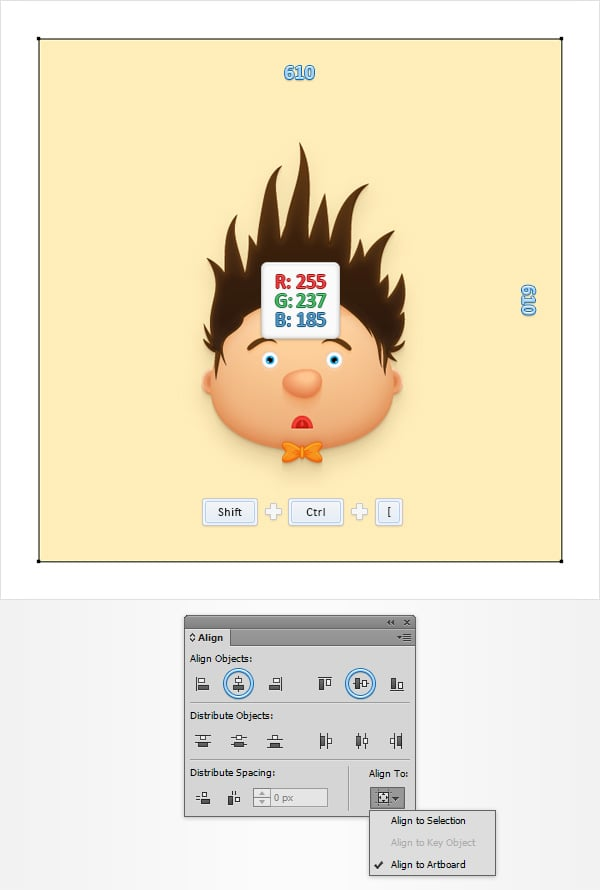 610
R: 255
G: 237
B: 185
610
Shift + Ctrl + [
Align
Align Objects:
Distribute Objects:
Distribute Spacing:
Align To:
0 px
Align to Selection
Align to Key Object
Align to Artboard